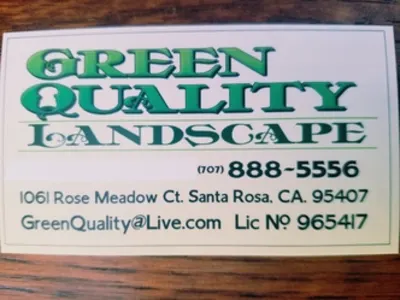 GREEN
QUALITY
LANDSCAPE
(707) 888-5556
1061 Rose Meadow Ct. Santa Rosa. CA. 95407
GreenQuality@Live.com Lic Nº 965417